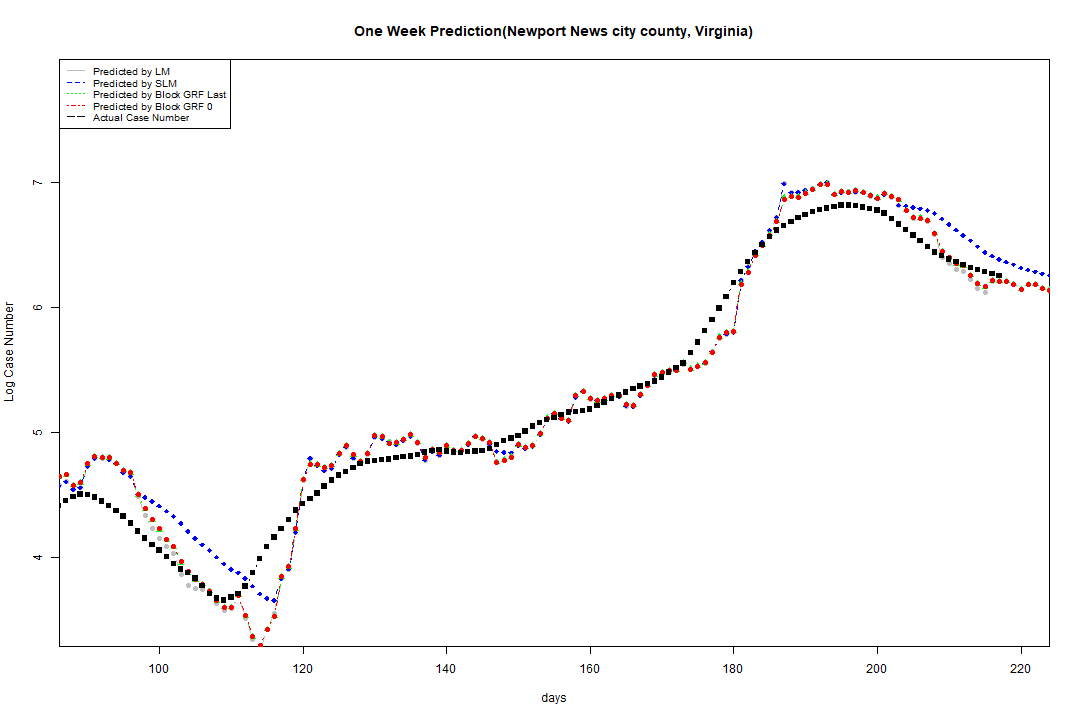 One Week Prediction(Newport News city county, Virginia)
Predicted by LM
Predicted by SLM
Predicted by Block GRF Last
Predicted by Block GRF 0
Actual Case Number
7
6
5
4
Log Case Number
100 120 140 160 180 200 220
days